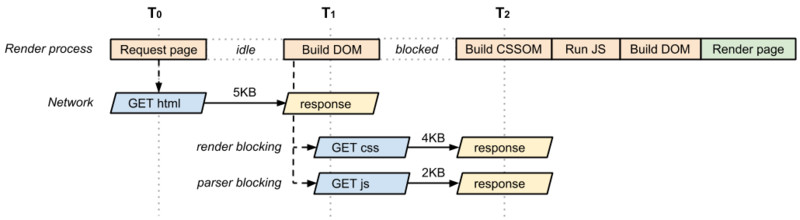 T0 T1 T2
Render process Request page idle Build DOM blocked Build CSSOM Run JS Build DOM Render page
Network GET html 5KB response
render blocking GET css 4KB response
parser blocking GET js 2KB response